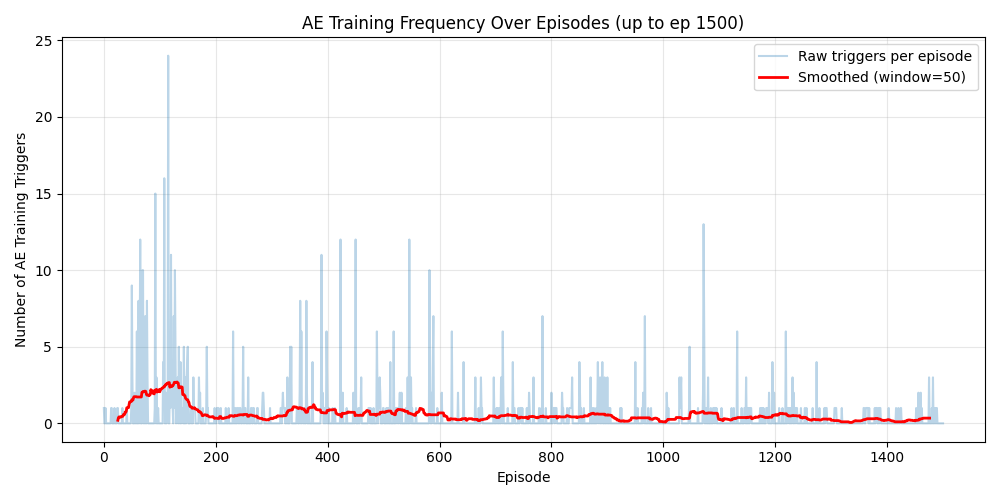 AE Training Frequency Over Episodes (up to ep 1500)
Raw triggers per episode
Smoothed (window=50)
Number of AE Training Triggers
25
20
15
10
5
0
0 200 400 600 800 1000 1200 1400
Episode